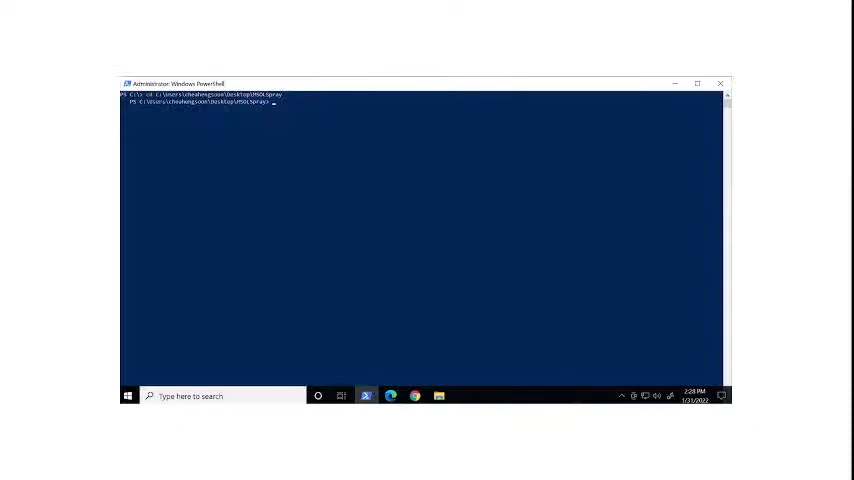 Administrator: Windows PowerShell
PS C:\> cd C:\Users\cheahengsoon\Desktop\MSOLSpray
PS C:\Users\cheahengsoon\Desktop\MSOLSpray> _
Type here to search
2:28 PM
1/31/2022